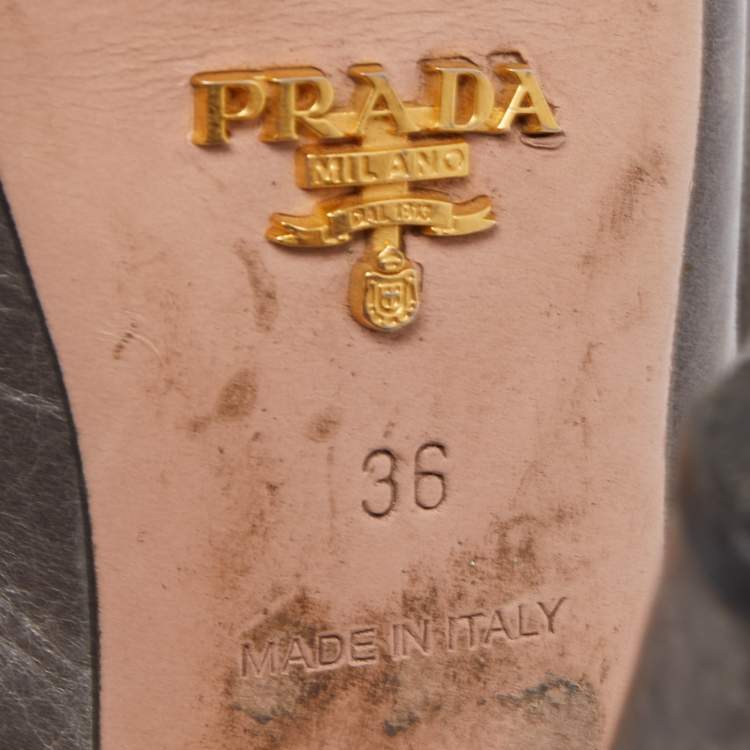 PRADA
MILANO
DAL 1913
36
MADE IN ITALY